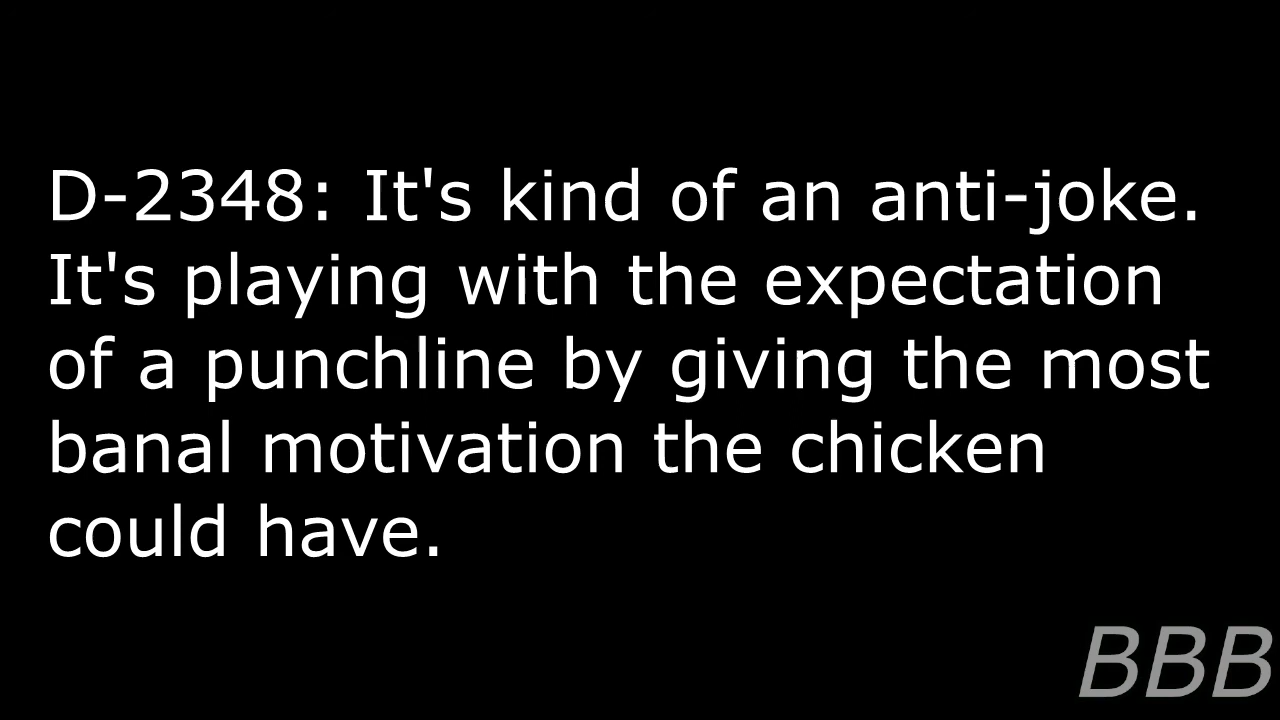 D-2348: It's kind of an anti-joke.
It's playing with the expectation
of a punchline by giving the most
banal motivation the chicken
could have.
BBB